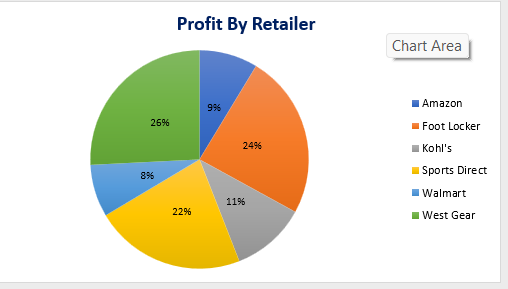 Profit By Retailer
Chart Area
9%
24%
11%
22%
8%
26%
Amazon
Foot Locker
Kohl's
Sports Direct
Walmart
West Gear